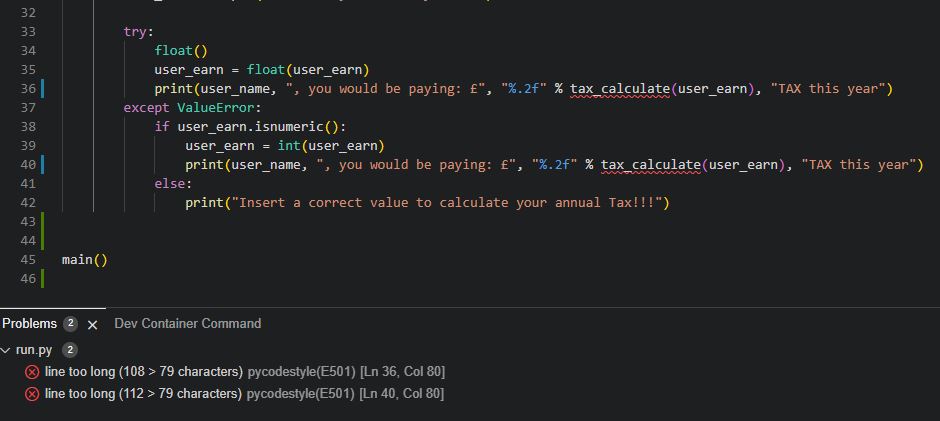 32
33 try:
34 float()
35 user_earn = float(user_earn)
36 print(user_name, ", you would be paying: £", "%.2f" % tax_calculate(user_earn), "TAX this year")
37 except ValueError:
38 if user_earn.isnumeric():
39 user_earn = int(user_earn)
40 print(user_name, ", you would be paying: £", "%.2f" % tax_calculate(user_earn), "TAX this year")
41 else:
42 print("Insert a correct value to calculate your annual Tax!!!")
43
44
45 main()
46
Problems 2 Dev Container Command
run.py 2
line too long (108 > 79 characters) pycodestyle(E501) [Ln 36, Col 80]
line too long (112 > 79 characters) pycodestyle(E501) [Ln 40, Col 80]